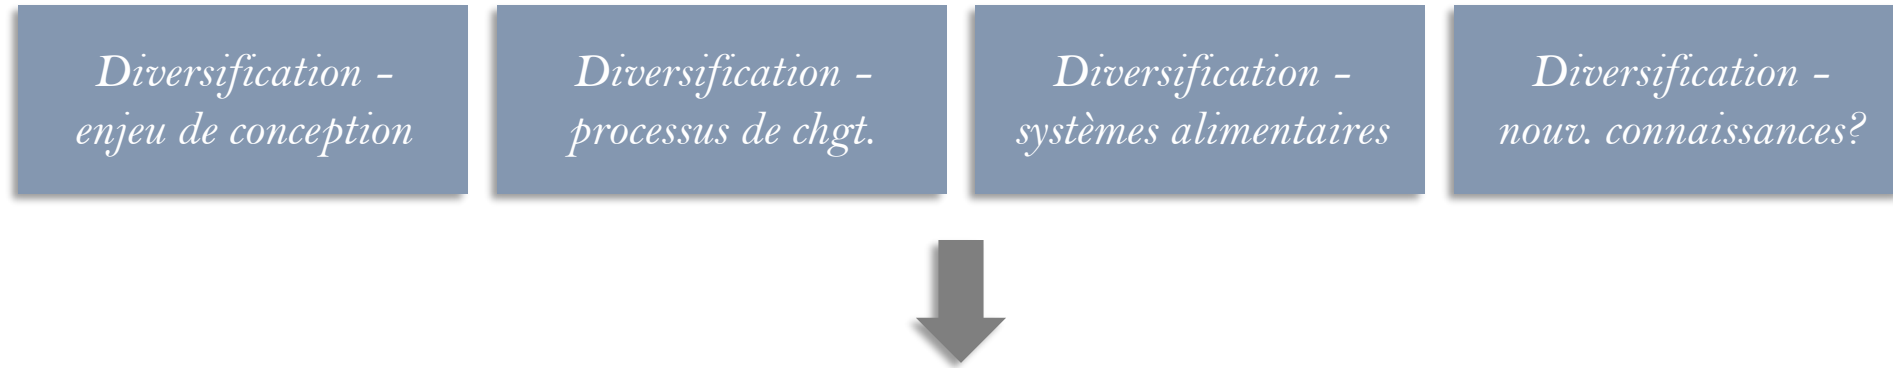 Diversification -
enjeu de conception
Diversification -
processus de chgt.
Diversification -
systèmes alimentaires
Diversification -
nouv. connaissances?